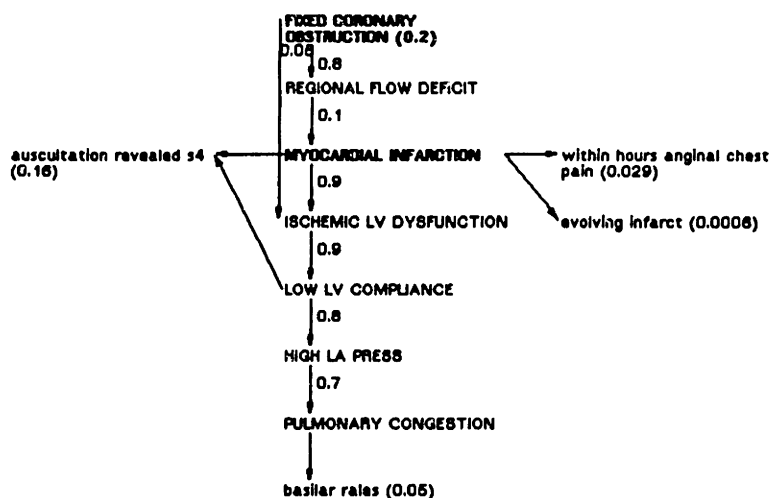 FIXED CORONARY
OBSTRUCTION (0.2)
0.06
0.8
REGIONAL FLOW DEFICIT
0.1
auscultation revealed s4
(0.16)
MYOCARDIAL INFARCTION
within hours anginal chest
pain (0.029)
0.9
ISCHEMIC LV DYSFUNCTION
evolving infarct (0.0006)
0.9
LOW LV COMPLIANCE
0.8
HIGH LA PRESS
0.7
PULMONARY CONGESTION
basilar rales (0.05)